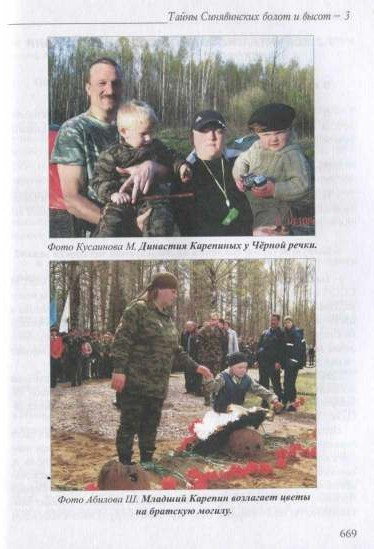 Тайны Синявинских болот и высот – 3
Фото Кусаинова М. Династия Карепиных у Чёрной речки.
Фото Абилова Ш. Младший Карепин возлагает цветы
на братскую могилу.
669